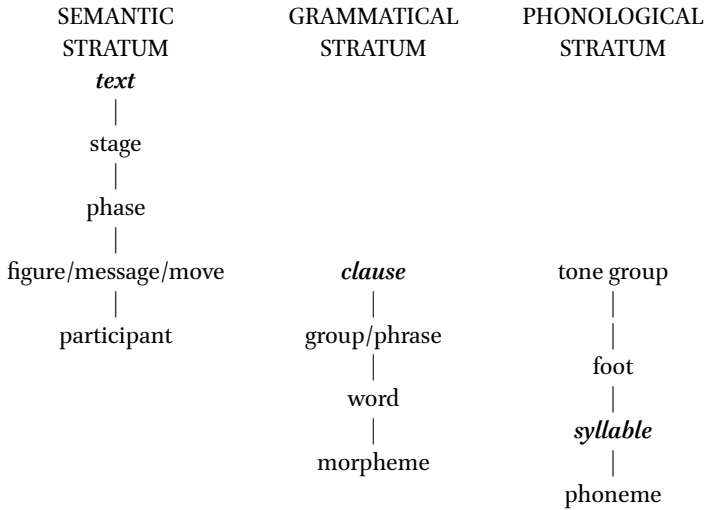 SEMANTIC STRATUM
GRAMMATICAL STRATUM
PHONOLOGICAL STRATUM
text
stage
phase
figure/message/move
clause
tone group
participant
group/phrase
foot
word
syllable
morpheme
phoneme